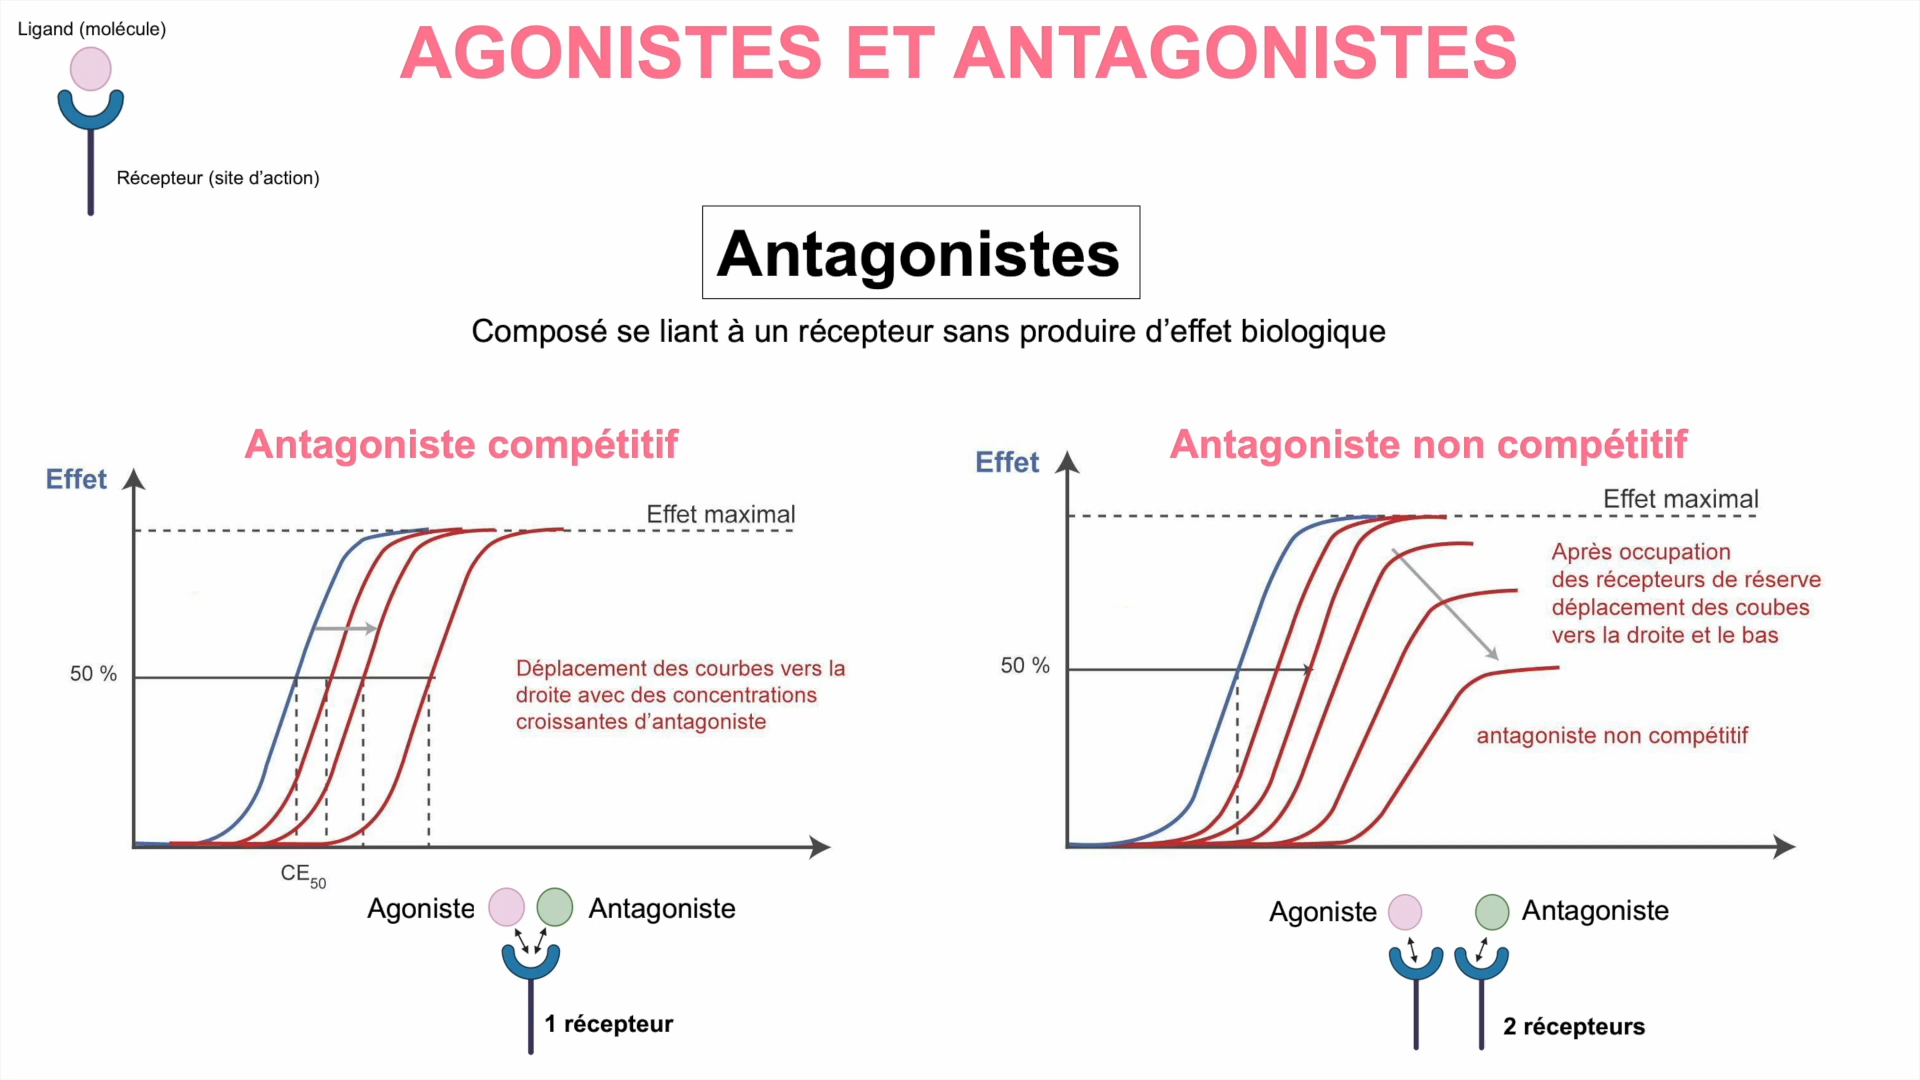 Ligand (molécule)
AGONISTES ET ANTAGONISTES
Récepteur (site d’action)
Antagonistes
Composé se liant à un récepteur sans produire d’effet biologique
Antagoniste compétitif
Effet
Effet maximal
50 %
Déplacement des courbes vers la
droite avec des concentrations
croissantes d’antagoniste
CE50
Agoniste
Antagoniste
1 récepteur
Antagoniste non compétitif
Effet
Effet maximal
Après occupation
des récepteurs de réserve
déplacement des coubes
vers la droite et le bas
50 %
antagoniste non compétitif
Agoniste
Antagoniste
2 récepteurs